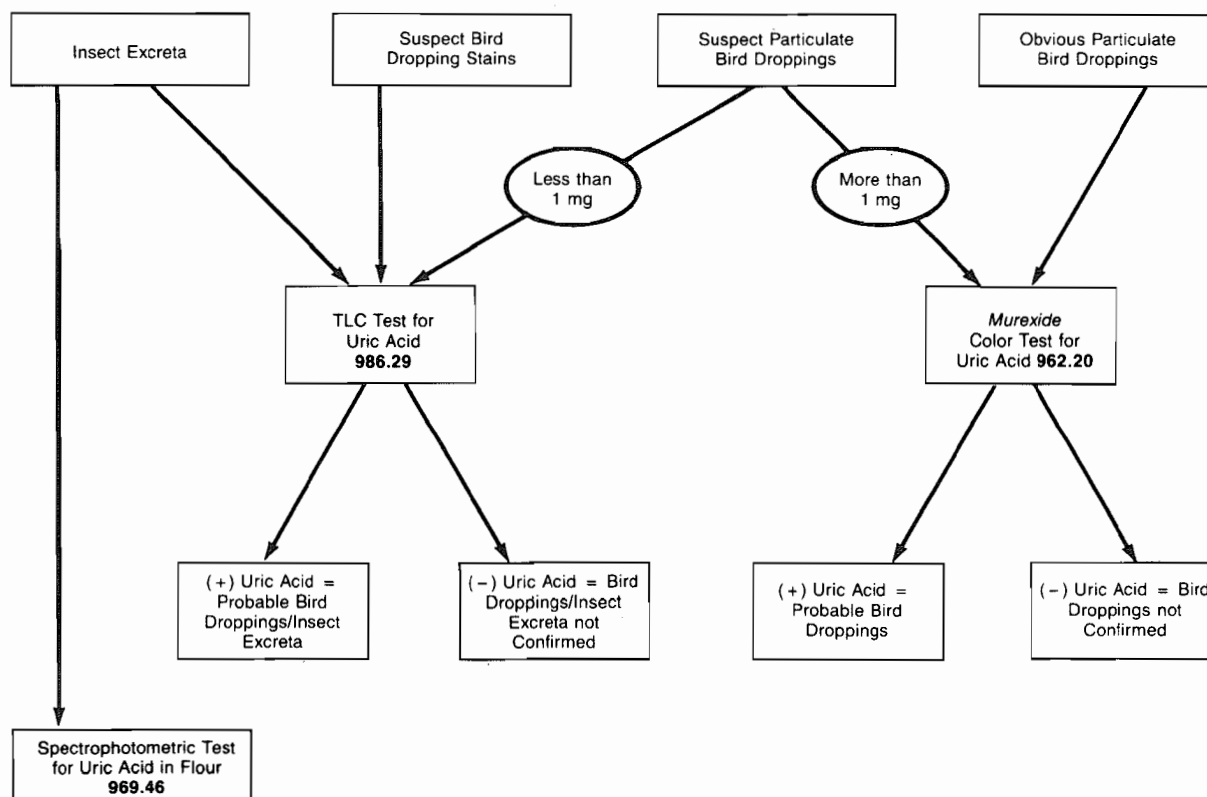 Insect Excreta
Suspect Bird
Dropping Stains
Suspect Particulate
Bird Droppings
Obvious Particulate
Bird Droppings
Less than
1 mg
More than
1 mg
TLC Test for
Uric Acid
986.29
Murexide
Color Test for
Uric Acid 962.20
(+) Uric Acid =
Probable Bird
Droppings/Insect
Excreta
(−) Uric Acid = Bird
Droppings/Insect
Excreta not
Confirmed
(+) Uric Acid =
Probable Bird
Droppings
(−) Uric Acid = Bird
Droppings not
Confirmed
Spectrophotometric Test
for Uric Acid in Flour
969.46